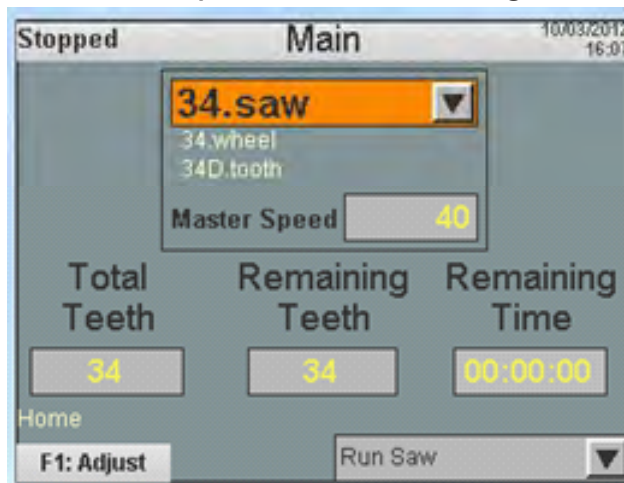 Stopped
Main
10/03/2012
16:07
34.saw
34.wheel
34D.tooth
Master Speed 40
Total Teeth
Remaining Teeth
Remaining Time
34
34
00:00:00
Home
F1: Adjust
Run Saw